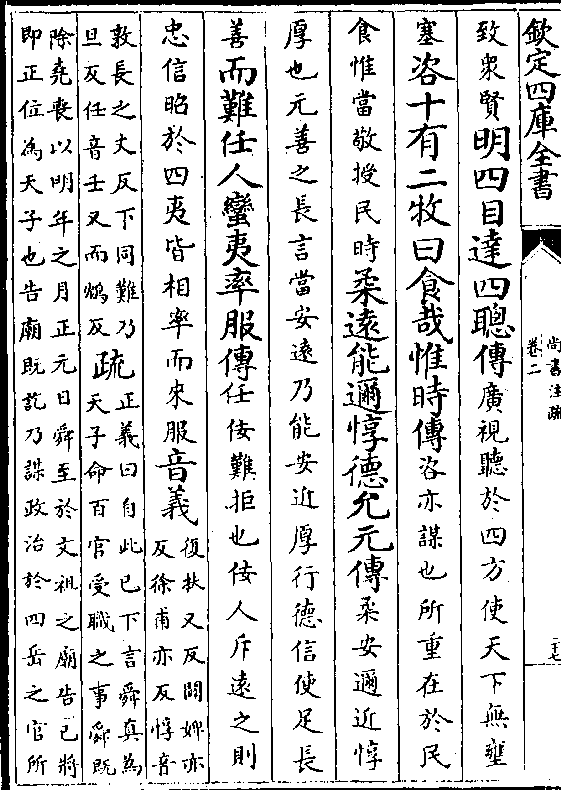 欽定四庫全書
尚書注疏
卷二
二十七
致衆賢明四目達四聰傳廣視聽於四方使天下無壅
塞咨十有二牧曰食哉惟時傳咨亦謀也所重在於民
食惟當敬授民時柔遠能邇惇德允元傳柔安邇近惇
厚也元善之長言當安遠乃能安近厚行德信使足長
善而難任人蠻夷率服傳任佞難拒也佞人斥遠之則
忠信昭於四夷皆相率而來服音義
復扶又反闢婢亦
反徐甫亦反惇音
敦長之丈反下同難乃
旦反任音壬又而鴆反
疏
正義曰自此已下言舜真為
天子命百官受職之事舜既
除堯喪以明年之月正元日舜至於文祖之廟告已將
即正位為天子也告廟既訖乃謀政治於四岳之官所